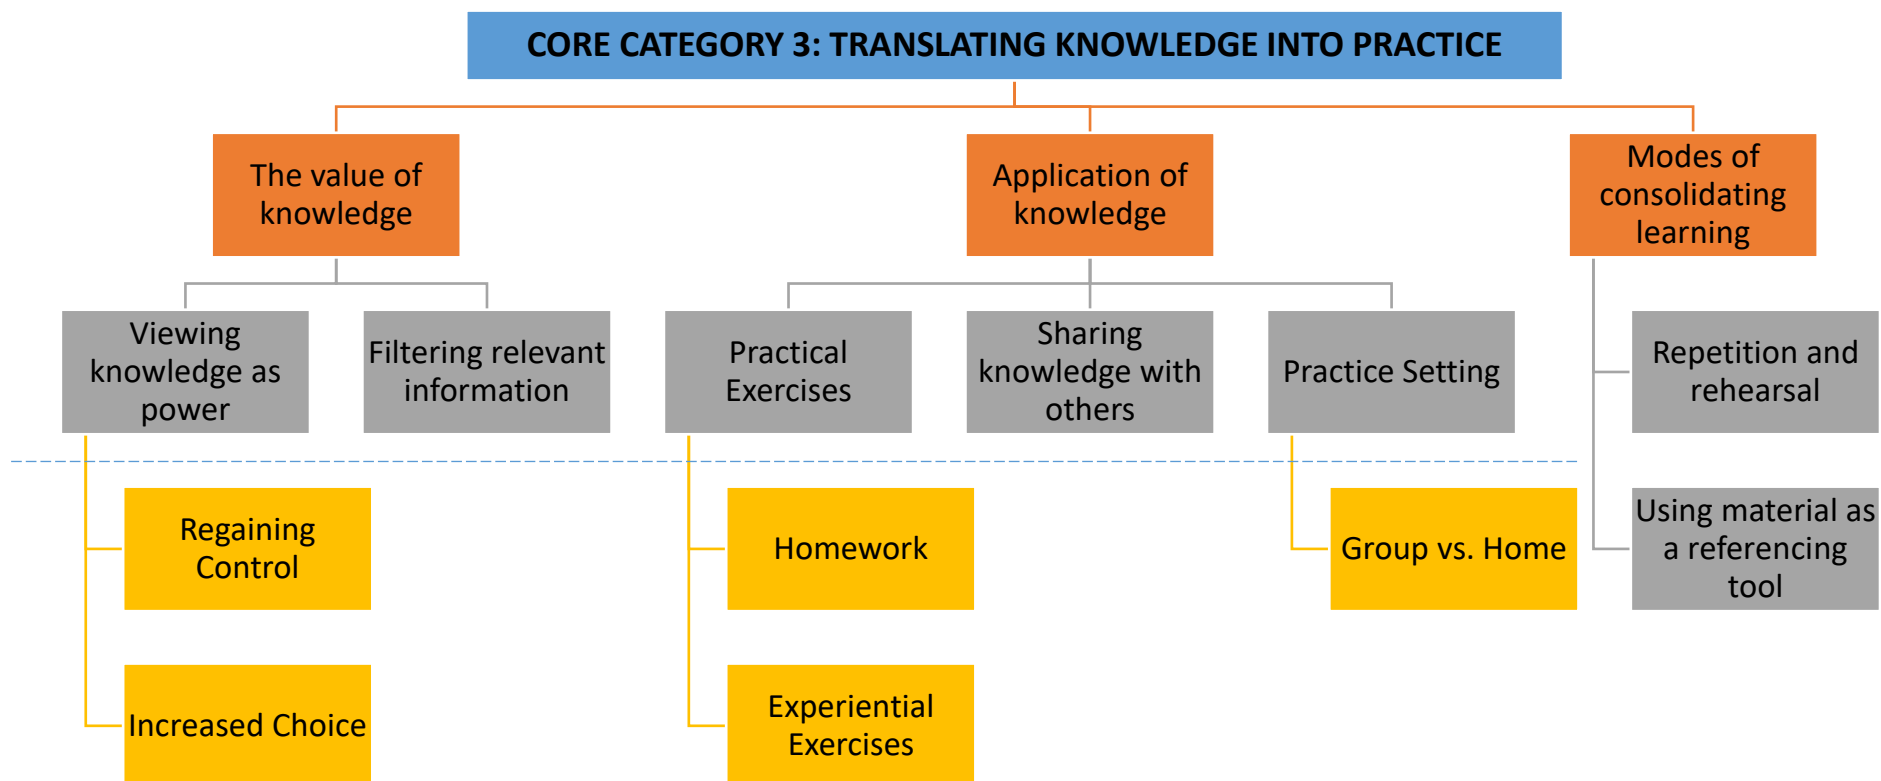 CORE CATEGORY 3: TRANSLATING KNOWLEDGE INTO PRACTICE
The value of
knowledge
Application of
knowledge
Modes of
consolidating
learning
Viewing
knowledge as
power
Filtering relevant
information
Practical
Exercises
Sharing
knowledge with
others
Practice Setting
Repetition and
rehearsal
Regaining
Control
Homework
Group vs. Home
Using material as
a referencing
tool
Increased Choice
Experiential
Exercises